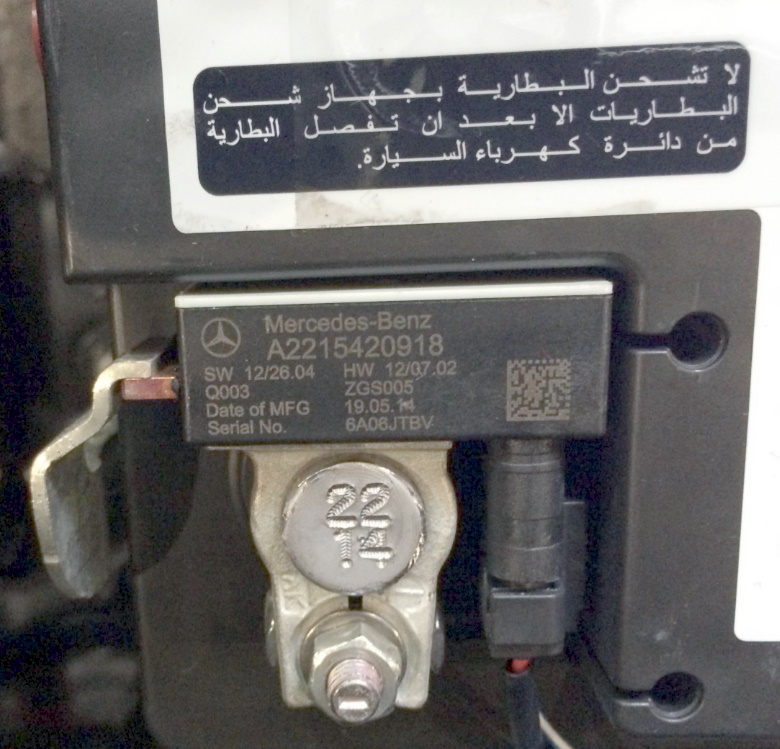 لا تشحن البطارية بجهاز شحن
البطاريات الا بعد ان تفصل البطارية
من دائرة كهرباء السيارة.
Mercedes-Benz
A2215420918
SW 12/26.04 HW 12/07.02
Q003 ZGS005
Date of MFG 19.05.14
Serial No. 6A06JTBV
22
14